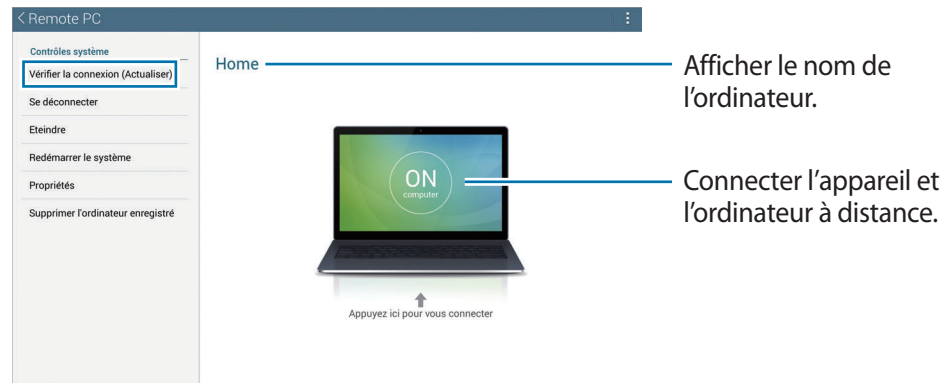 Remote PC
Contrôles système
Vérifier la connexion (Actualiser)
Se déconnecter
Eteindre
Redémarrer le système
Propriétés
Supprimer l'ordinateur enregistré
Home
ON
computer
Appuyez ici pour vous connecter
Afficher le nom de
l’ordinateur.
Connecter l’appareil et
l’ordinateur à distance.